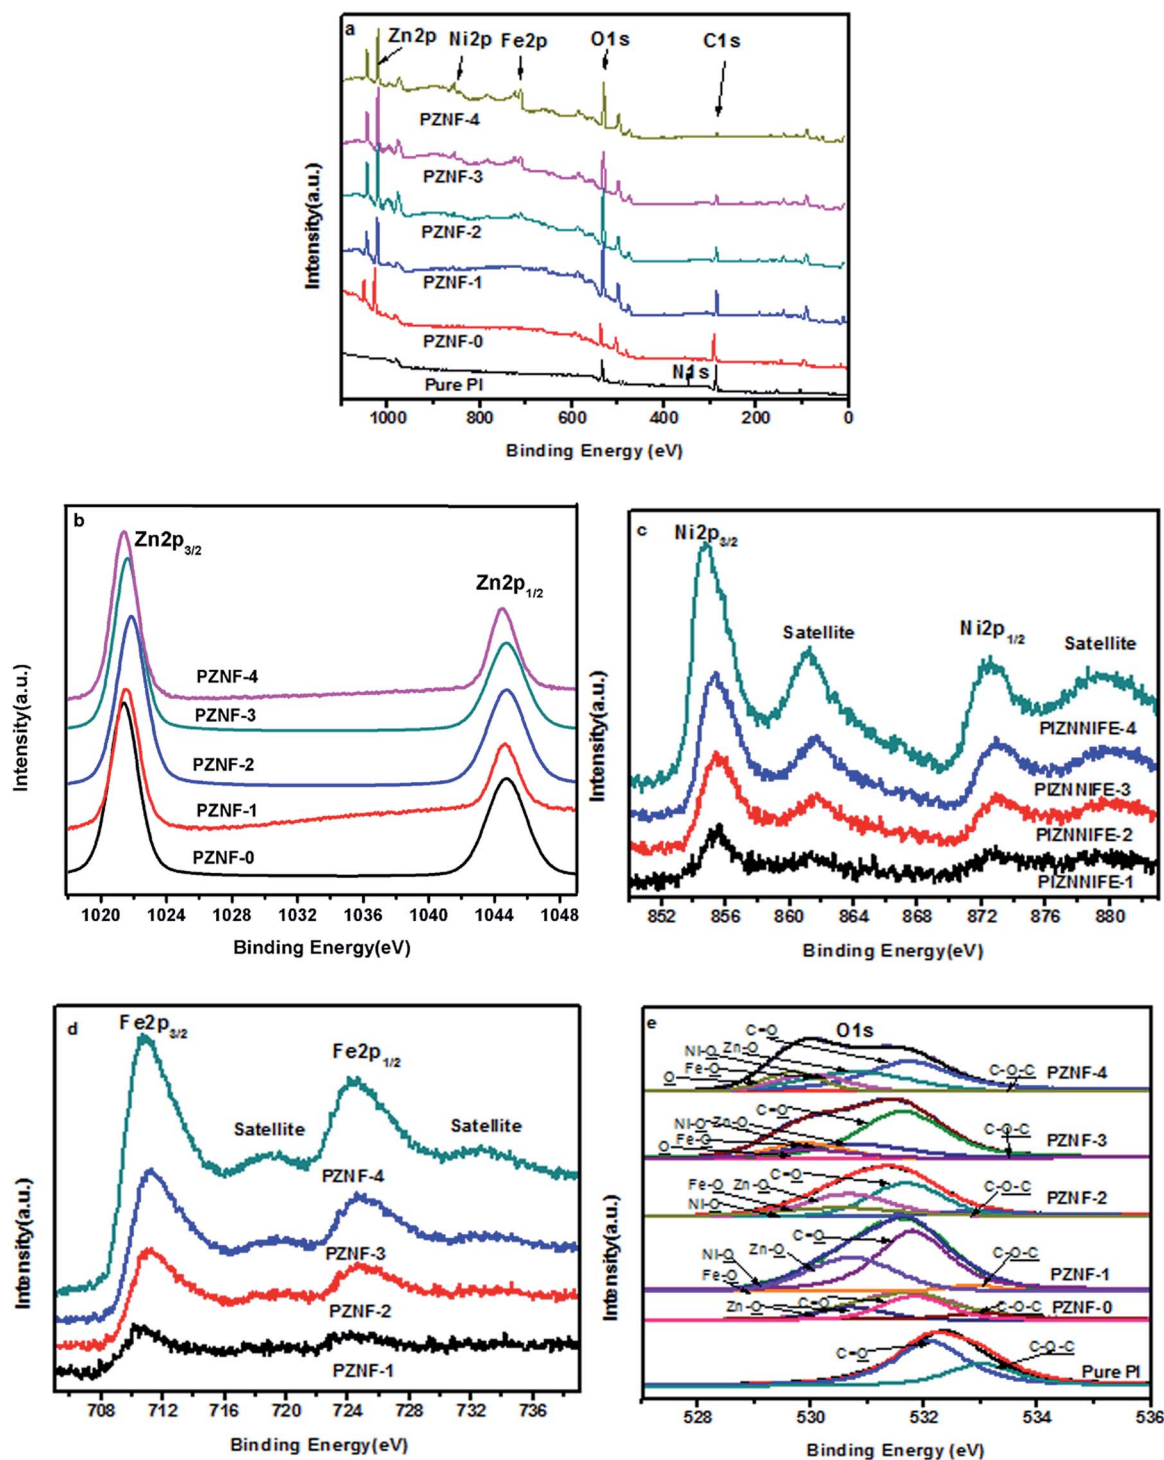 a
Zn2p Ni2p Fe2p O1s C1s
PZNF-4
PZNF-3
PZNF-2
PZNF-1
PZNF-0
N1s
Pure PI
Intensity(a.u.)
1000 800 600 400 200 0
Binding Energy (eV)
b
Zn2p3/2
Zn2p1/2
PZNF-4
PZNF-3
PZNF-2
PZNF-1
PZNF-0
Intensity(a.u.)
1020 1024 1028 1032 1036 1040 1044 1048
Binding Energy(eV)
c
Ni2p3/2
Satellite
Ni2p1/2
Satellite
PIZNNIFE-4
PIZNNIFE-3
PIZNNIFE-2
PIZNNIFE-1
Intensity(a.u.)
852 856 860 864 868 872 876 880
Binding Energy(eV)
d
Fe2p3/2
Fe2p1/2
Satellite
Satellite
PZNF-4
PZNF-3
PZNF-2
PZNF-1
Intensity(a.u.)
708 712 716 720 724 728 732 736
Binding Energy(eV)
e
O1s
C=O
NI-O Zn-O
Fe-O
O
C-O-C
PZNF-4
C=O
NI-O Zn-O
Fe-O
O
C-O-C
PZNF-3
C=O
Fe-O Zn-O
NI-O
C-O-C
PZNF-2
C=O
Zn-O
NI-O
Fe-O
C-O-C
PZNF-1
C=O
Zn-O
C-O-C
PZNF-0
C=O
C-O-C
Pure PI
Intensity(a.u.)
528 530 532 534 536
Binding Energy (eV)